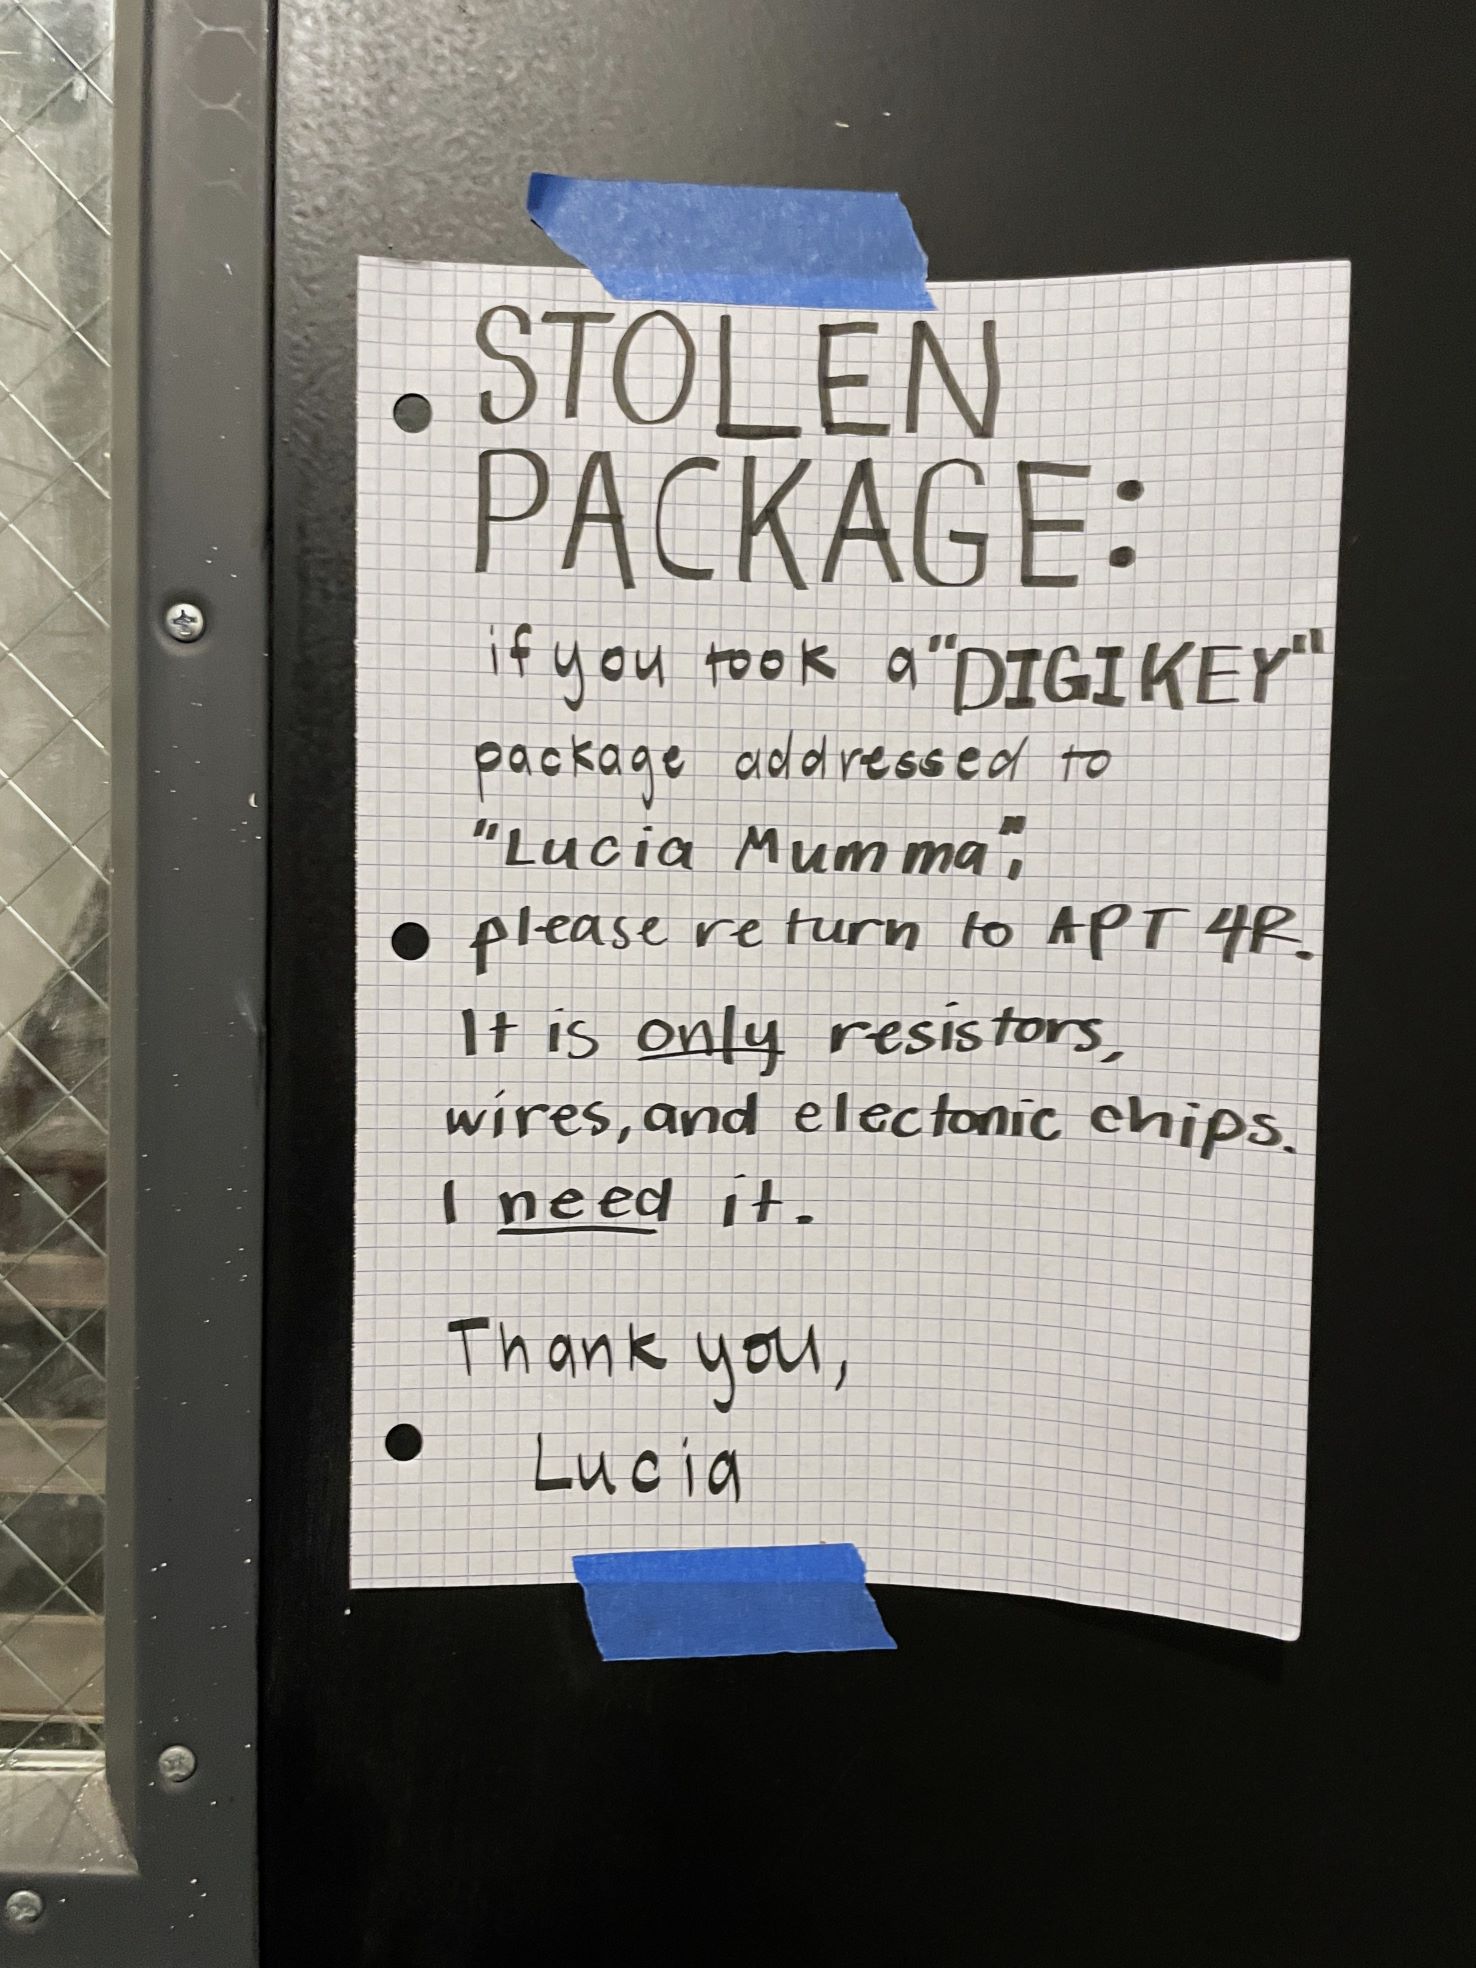 STOLEN
PACKAGE:
if you took a "DIGIKEY"
package addressed to
"Lucia Mumma",
please return to APT 4R.
It is only resistors,
wires, and electonic chips.
I need it.
Thank you,
Lucia